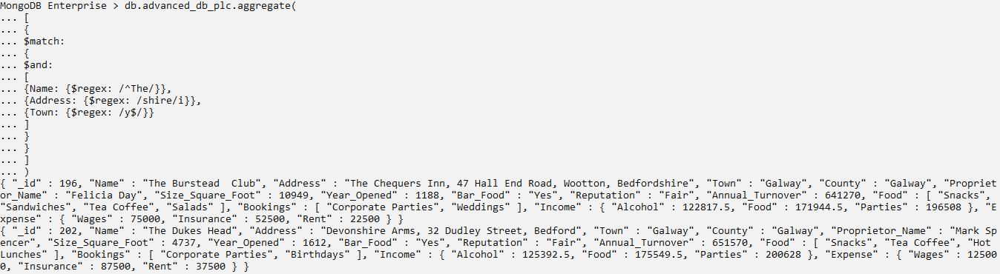 MongoDB Enterprise > db.advanced_db_plc.aggregate(
... [
... {
... $match:
... {
... $and:
... [
... {Name: {$regex: /^The/}},
... {Address: {$regex: /shire/i}},
... {Town: {$regex: /y$/}}
... ]
... }
... }
... ]
... )
{ "_id" : 196, "Name" : "The Burstead  Club", "Address" : "The Chequers Inn, 47 Hall End Road, Wootton, Bedfordshire", "Town" : "Galway", "County" : "Galway", "Propriet
or_Name" : "Felicia Day", "Size_Square_Foot" : 10949, "Year_Opened" : 1188, "Bar_Food" : "Yes", "Reputation" : "Fair", "Annual_Turnover" : 641270, "Food" : [ "Snacks",
"Sandwiches", "Tea Coffee", "Salads" ], "Bookings" : [ "Corporate Parties", "Weddings" ], "Income" : { "Alcohol" : 122817.5, "Food" : 171944.5, "Parties" : 196508 }, "E
xpense" : { "Wages" : 75000, "Insurance" : 52500, "Rent" : 22500 } }
{ "_id" : 202, "Name" : "The Dukes Head", "Address" : "Devonshire Arms, 32 Dudley Street, Bedford", "Town" : "Galway", "County" : "Galway", "Proprietor_Name" : "Mark Sp
encer", "Size_Square_Foot" : 4737, "Year_Opened" : 1612, "Bar_Food" : "Yes", "Reputation" : "Fair", "Annual_Turnover" : 651570, "Food" : [ "Snacks", "Tea Coffee", "Hot
Lunches" ], "Bookings" : [ "Corporate Parties", "Birthdays" ], "Income" : { "Alcohol" : 125392.5, "Food" : 175549.5, "Parties" : 200628 }, "Expense" : { "Wages" : 12500
0, "Insurance" : 87500, "Rent" : 37500 } }